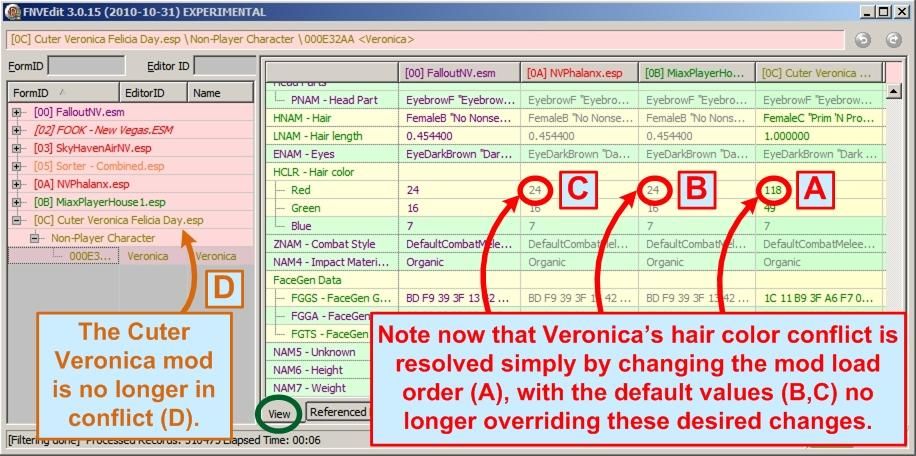 FNVEdit 3.0.15 (2010-10-31) EXPERIMENTAL
[0C] Cuter Veronica Felicia Day.esp \ Non-Player Character \ 000E32AA <Veronica>
FormID Editor ID
FormID EditorID Name
[00] FalloutNV.esm
[02] FOOK - New Vegas.ESM
[03] SkyHavenAirNV.esp
[05] Sorter - Combined.esp
[0A] NVPhalanx.esp
[0B] MiaxPlayerHouse1.esp
[0C] Cuter Veronica Felicia Day.esp
Non-Player Character
000E3... Veronica Veronica
D
The Cuter
Veronica mod
is no longer in
conflict (D).
[00] FalloutNV.esm [0A] NVPhalanx.esp [0B] MiaxPlayerHo... [0C] Cuter Veronica ...
Head Parts
PNAM - Head Part EyebrowF "Eyebrow... EyebrowF "Eyebro... EyebrowF "Eyebro... EyebrowF "Eyebro...
HNAM - Hair FemaleB "No Nonse... FemaleB "No Nonse... FemaleB "No Nonse... FemaleC "Prim 'N Pro...
LNAM - Hair length 0.454400 0.454400 0.454400 1.000000
ENAM - Eyes EyeDarkBrown "Dar... EyeDarkBrown "Da... EyeDarkBrown "Da... EyeDarkBrown "Dark ...
HCLR - Hair color
Red 24 24 C 24 B 118 A
Green 16 16 16 49
Blue 7 7 7 7
ZNAM - Combat Style DefaultCombatMelee... DefaultCombatMel... DefaultCombatMel... DefaultCombatMelee...
NAM4 - Impact Materi... Organic Organic Organic Organic
FaceGen Data
FGGS - FaceGen G... BD F9 39 3F 13 42 ... BD F9 39 3F 42 ... BD F9 39 3F 42 ... 1C 11 B9 3F A6 F7 0...
FGGA - FaceGen
FGTS - FaceGen
NAM5 - Unknown
NAM6 - Height
NAM7 - Weight
Note now that Veronica's hair color conflict is
resolved simply by changing the mod load
order (A), with the default values (B,C) no
longer overriding these desired changes.
View Referenced
[Filtering done] Processed Records: Elapsed Time: 00:06